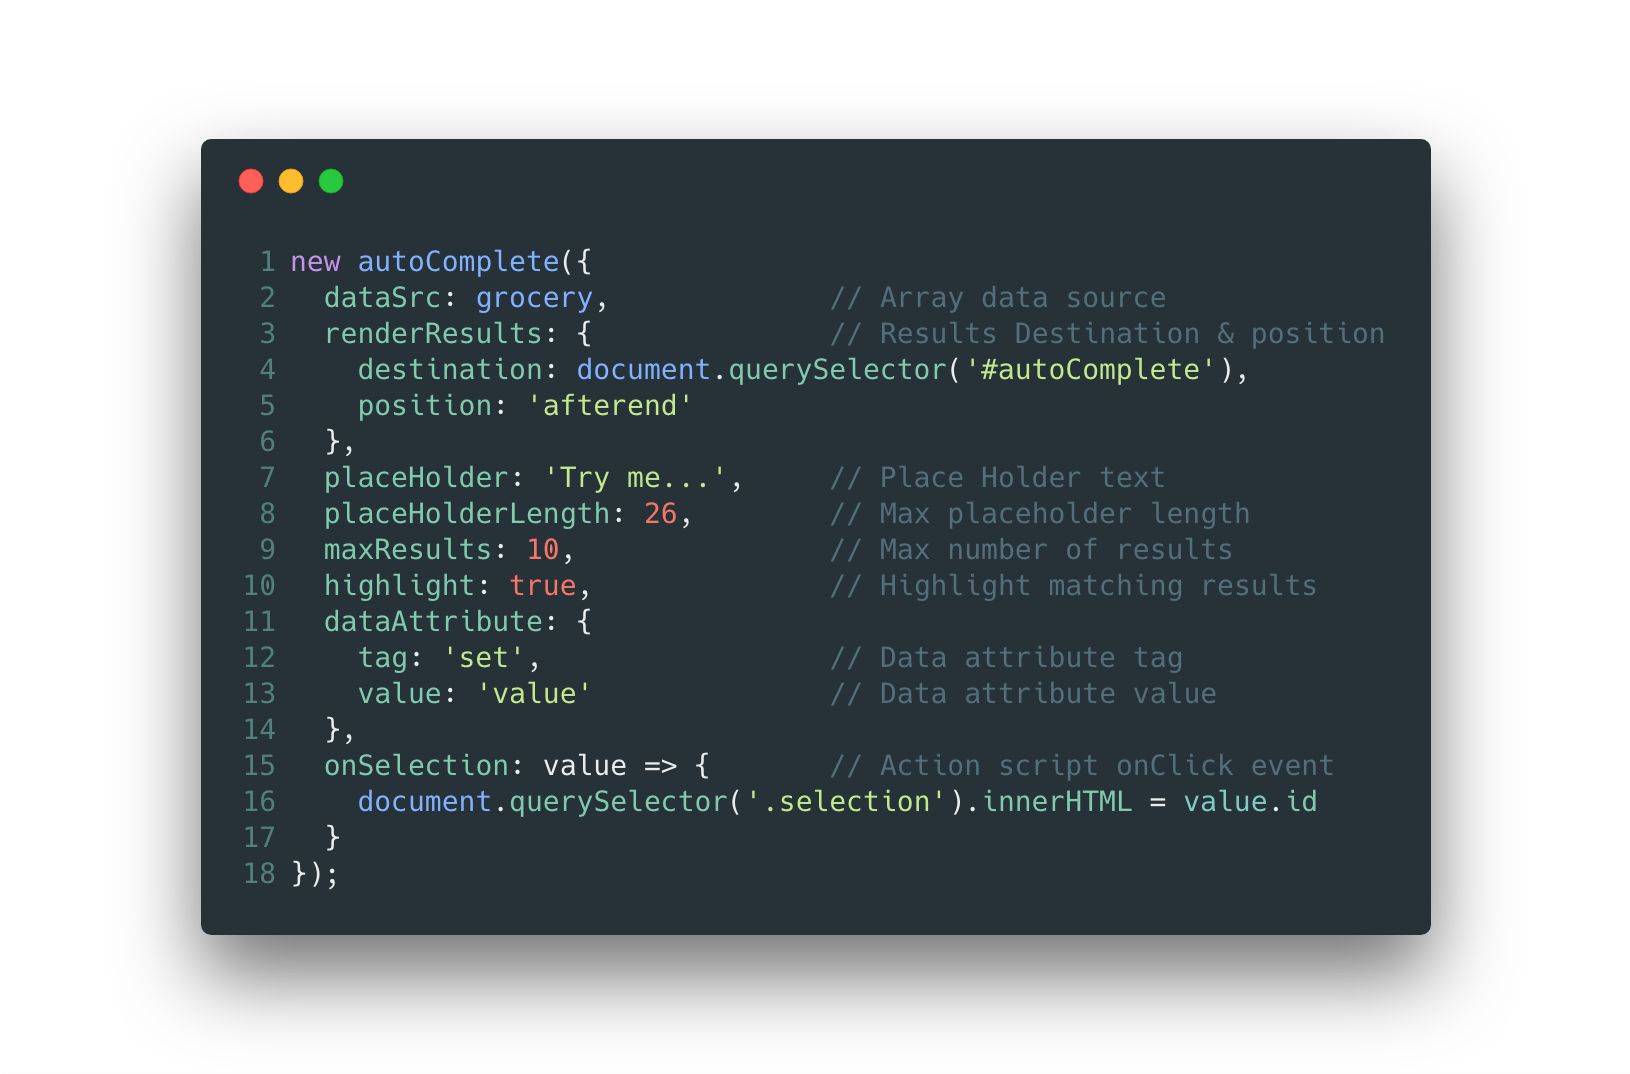 1 new autoComplete({
2   dataSrc: grocery,             // Array data source
3   renderResults: {              // Results Destination & position
4     destination: document.querySelector('#autoComplete'),
5     position: 'afterend'
6   },
7   placeHolder: 'Try me...',     // Place Holder text
8   placeHolderLength: 26,        // Max placeholder length
9   maxResults: 10,               // Max number of results
10   highlight: true,              // Highlight matching results
11   dataAttribute: {
12     tag: 'set',                 // Data attribute tag
13     value: 'value'              // Data attribute value
14   },
15   onSelection: value => {       // Action script onClick event
16     document.querySelector('.selection').innerHTML = value.id
17   }
18 });